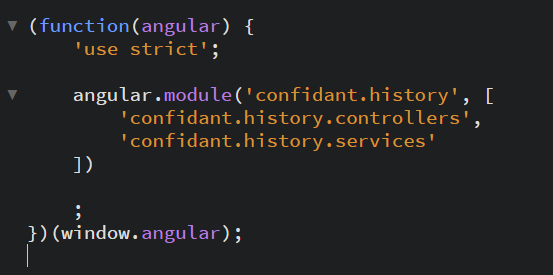 (function(angular) {
    'use strict';

    angular.module('confidant.history', [
        'confidant.history.controllers',
        'confidant.history.services'
    ])

    ;
})(window.angular);